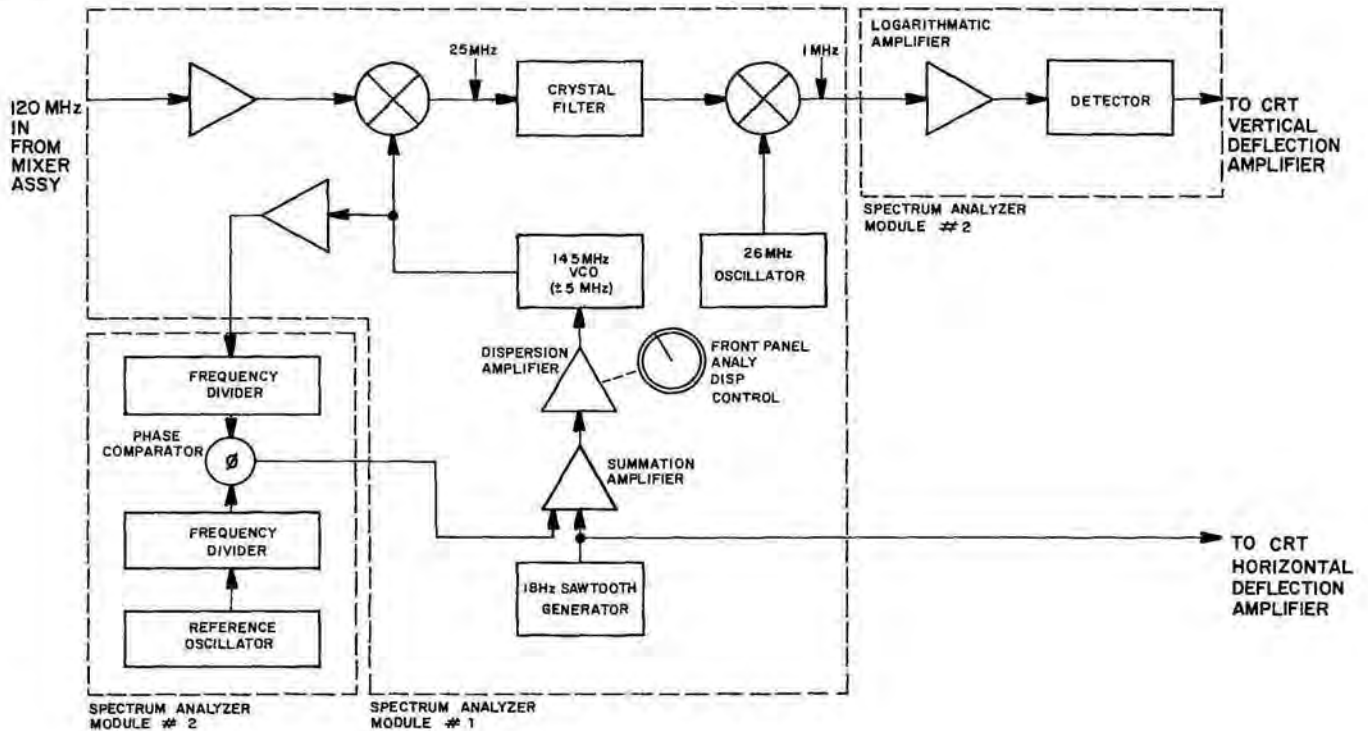 120 MHz
IN
FROM
MIXER
ASSY
25MHz
CRYSTAL
FILTER
1MHz
LOGARITHMATIC
AMPLIFIER
DETECTOR
TO CRT
VERTICAL
DEFLECTION
AMPLIFIER
SPECTRUM ANALYZER
MODULE # 2
145MHz
VCO
(±5 MHz)
26MHz
OSCILLATOR
DISPERSION
AMPLIFIER
FRONT PANEL
ANALY
DISP
CONTROL
FREQUENCY
DIVIDER
PHASE
COMPARATOR
Ø
SUMMATION
AMPLIFIER
FREQUENCY
DIVIDER
18Hz SAWTOOTH
GENERATOR
TO CRT
HORIZONTAL
DEFLECTION
AMPLIFIER
REFERENCE
OSCILLATOR
SPECTRUM ANALYZER
MODULE # 2
SPECTRUM ANALYZER
MODULE # 1